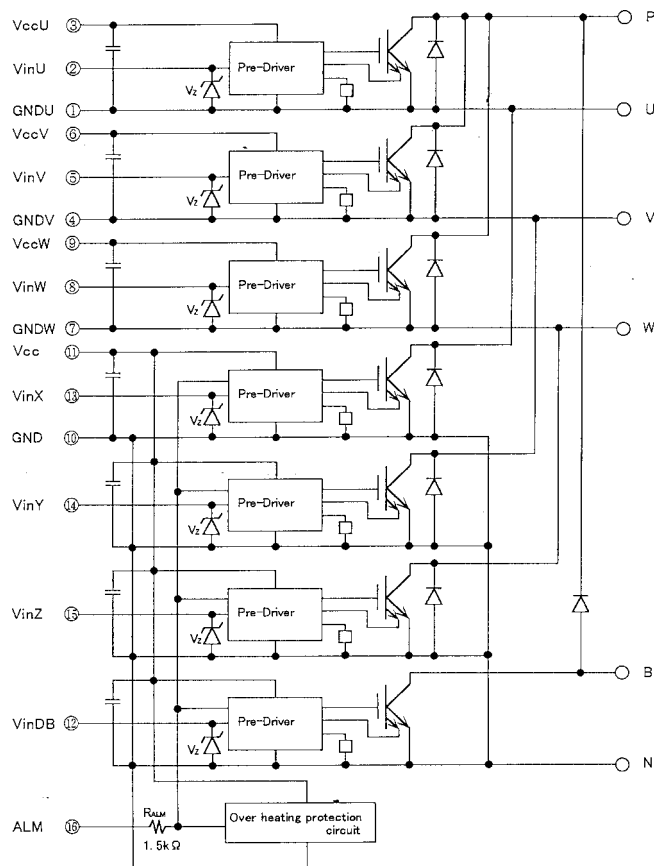 VccU ③ P
VinU ② Pre-Driver
Vz
GNDU ① U
VccV ⑥
VinV ⑤ Pre-Driver
Vz
GNDV ④ V
VccW ⑨
VinW ⑧ Pre-Driver
Vz
GNDW ⑦ W
Vcc ⑪
VinX ⑬ Pre-Driver
Vz
GND ⑩
VinY ⑭ Pre-Driver
Vz
VinZ ⑮ Pre-Driver
Vz
B
VinDB ⑫ Pre-Driver
Vz
N
RALM
ALM ⑯ Over heating protection
circuit
1.5kΩ